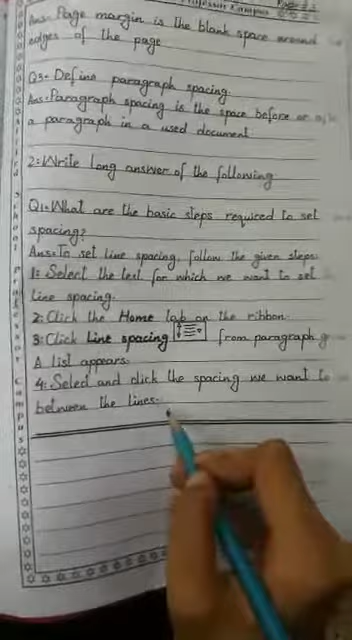 Ans:- Page margin is the blank space around
edges of the page
Q3:- Define paragraph spacing.
Ans:- Paragraph spacing is the space before or
a paragraph in a used document
2:- Write long answer of the following
Q1:- What are the basic steps required to set
spacing?
Ans:- To set line spacing, follow the given steps
1:- Select the text for which we want to set
line spacing.
2:- Click the Home tab on the ribbon.
3:- Click Line spacing from paragraph
A list appears.
4:- Select and click the spacing we want to
between the lines.